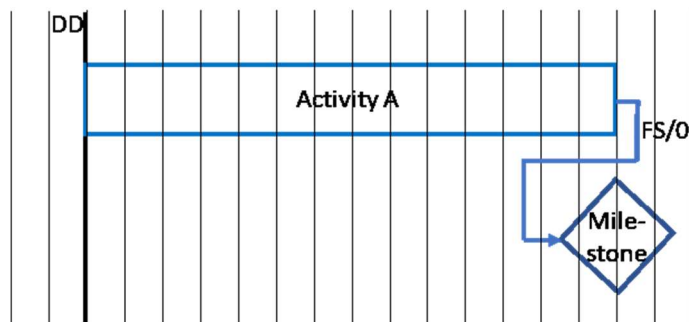 DD
Activity A
FS/0
Mile-
stone